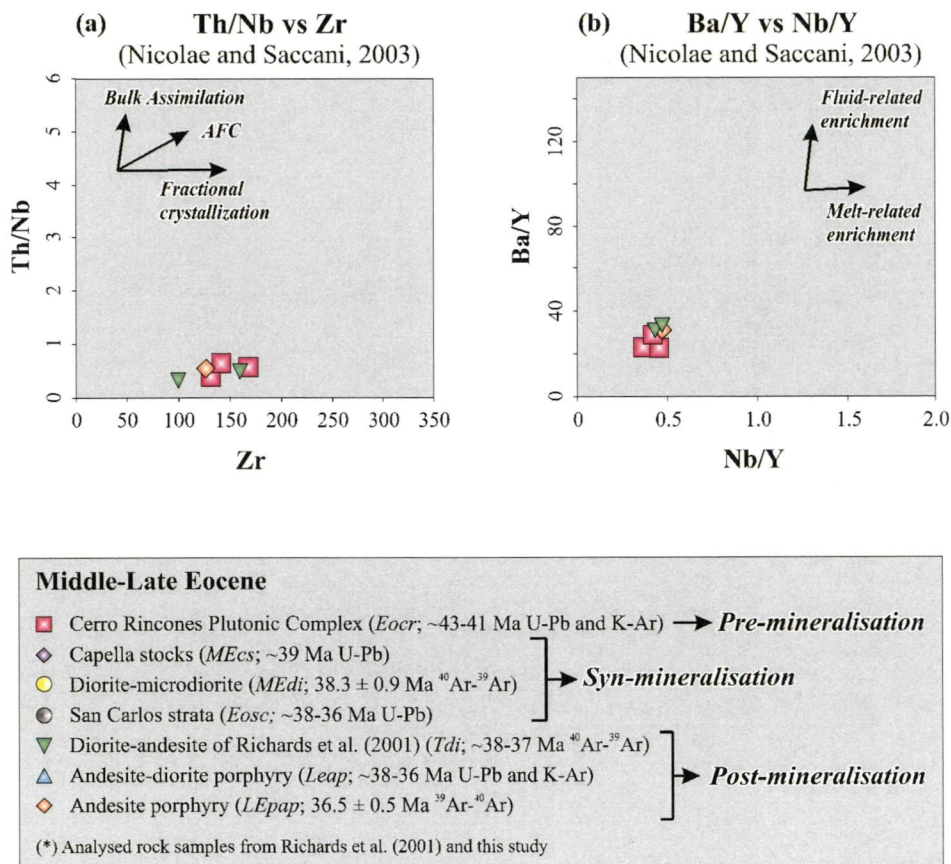 (a) Th/Nb vs Zr
(Nicolae and Saccani, 2003)
Th/Nb
6
5
4
3
2
1
0
Bulk Assimilation
AFC
Fractional
crystallization
0 50 100 150 200 250 300 350
Zr
(b) Ba/Y vs Nb/Y
(Nicolae and Saccani, 2003)
Ba/Y
120
80
40
0
Fluid-related
enrichment
Melt-related
enrichment
0 0.5 1.0 1.5 2.0
Nb/Y
Middle-Late Eocene
Cerro Rincones Plutonic Complex (Eocr; ~43-41 Ma U-Pb and K-Ar) Pre-mineralisation
Capella stocks (MEcs; ~39 Ma U-Pb)
Diorite-microdiorite (MEdi; 38.3 ± 0.9 Ma ⁴⁰Ar-³⁹Ar)
San Carlos strata (Eosc; ~38-36 Ma U-Pb)
Syn-mineralisation
Diorite-andesite of Richards et al. (2001) (Tdi; ~38-37 Ma ⁴⁰Ar-³⁹Ar)
Andesite-diorite porphyry (Leap; ~38-36 Ma U-Pb and K-Ar)
Andesite porphyry (LEpap; 36.5 ± 0.5 Ma ³⁹Ar-⁴⁰Ar)
Post-mineralisation
(*) Analysed rock samples from Richards et al. (2001) and this study